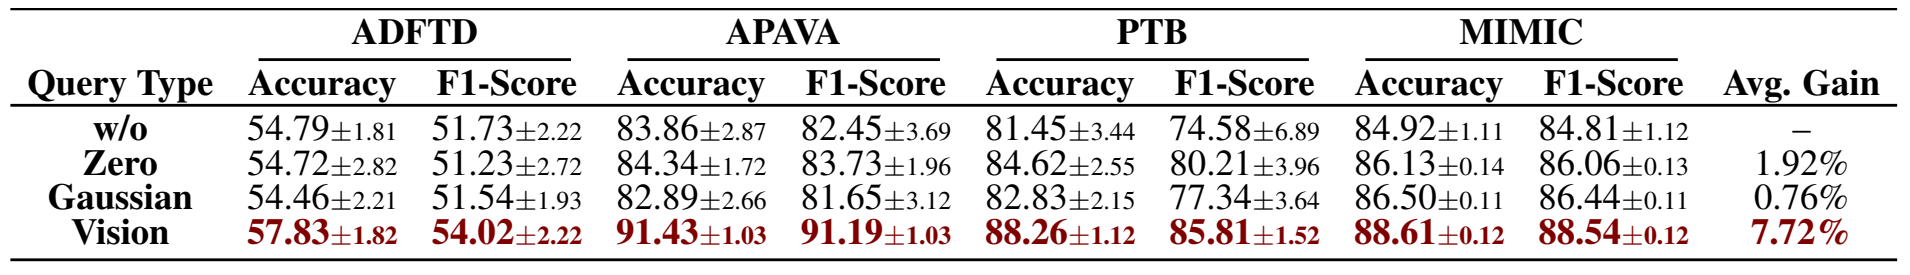 ADFTD APAVA PTB MIMIC
Query Type Accuracy F1-Score Accuracy F1-Score Accuracy F1-Score Accuracy F1-Score Avg. Gain
w/o 54.79±1.81 51.73±2.22 83.86±2.87 82.45±3.69 81.45±3.44 74.58±6.89 84.92±1.11 84.81±1.12 –
Zero 54.72±2.82 51.23±2.72 84.34±1.72 83.73±1.96 84.62±2.55 80.21±3.96 86.13±0.14 86.06±0.13 1.92%
Gaussian 54.46±2.21 51.54±1.93 82.89±2.66 81.65±3.12 82.83±2.15 77.34±3.64 86.50±0.11 86.44±0.11 0.76%
Vision 57.83±1.82 54.02±2.22 91.43±1.03 91.19±1.03 88.26±1.12 85.81±1.52 88.61±0.12 88.54±0.12 7.72%